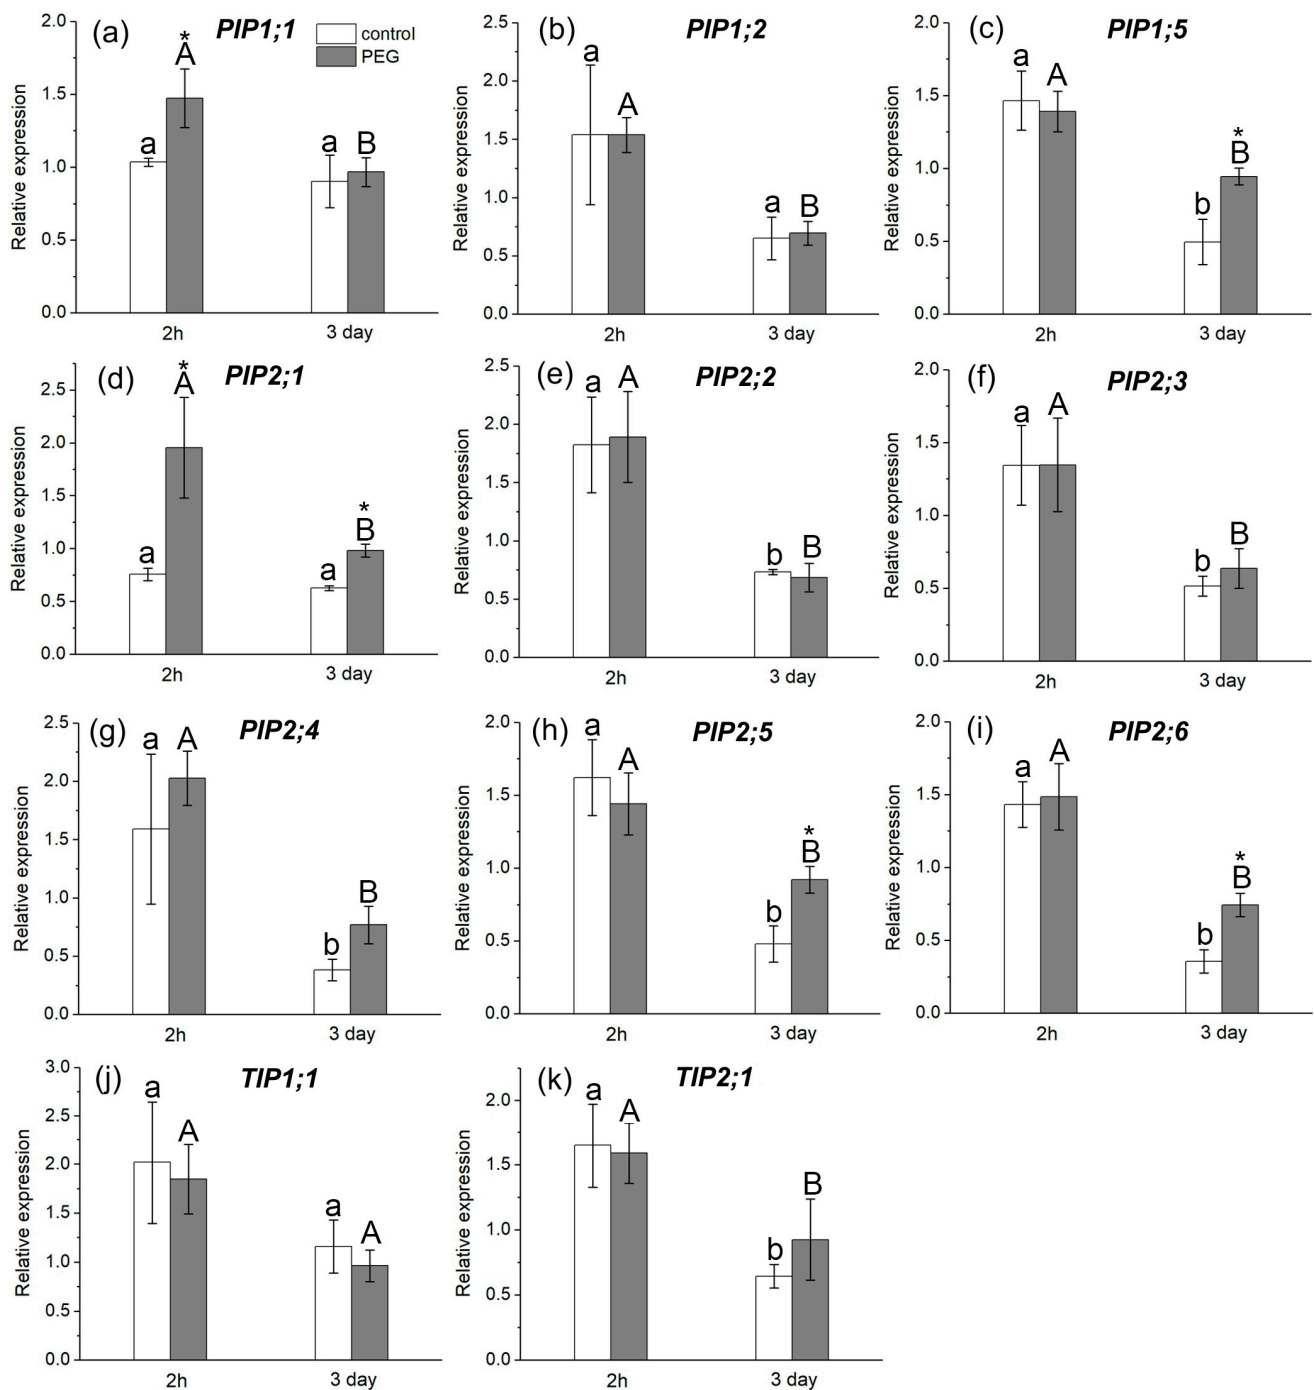 (a) PIP1;1
control
PEG
Relative expression
2.0
1.5
1.0
0.5
0.0
a
*
A
a
B
2h
3 day
(b) PIP1;2
Relative expression
2.5
2.0
1.5
1.0
0.5
0.0
a
A
a
B
2h
3 day
(c) PIP1;5
Relative expression
2.0
1.5
1.0
0.5
0.0
a
A
b
*
B
2h
3 day
(d) PIP2;1
Relative expression
2.5
2.0
1.5
1.0
0.5
0.0
a
*
A
a
*
B
2h
3 day
(e) PIP2;2
Relative expression
2.5
2.0
1.5
1.0
0.5
0.0
a
A
b
B
2h
3 day
(f) PIP2;3
Relative expression
2.0
1.5
1.0
0.5
0.0
a
A
b
B
2h
3 day
(g) PIP2;4
Relative expression
2.5
2.0
1.5
1.0
0.5
0.0
a
A
b
B
2h
3 day
(h) PIP2;5
Relative expression
2.0
1.5
1.0
0.5
0.0
a
A
b
*
B
2h
3 day
(i) PIP2;6
Relative expression
2.0
1.5
1.0
0.5
0.0
a
A
b
*
B
2h
3 day
(j) TIP1;1
Relative expression
3.0
2.5
2.0
1.5
1.0
0.5
0.0
a
A
a
A
2h
3 day
(k) TIP2;1
Relative expression
2.0
1.5
1.0
0.5
0.0
a
A
b
B
2h
3 day